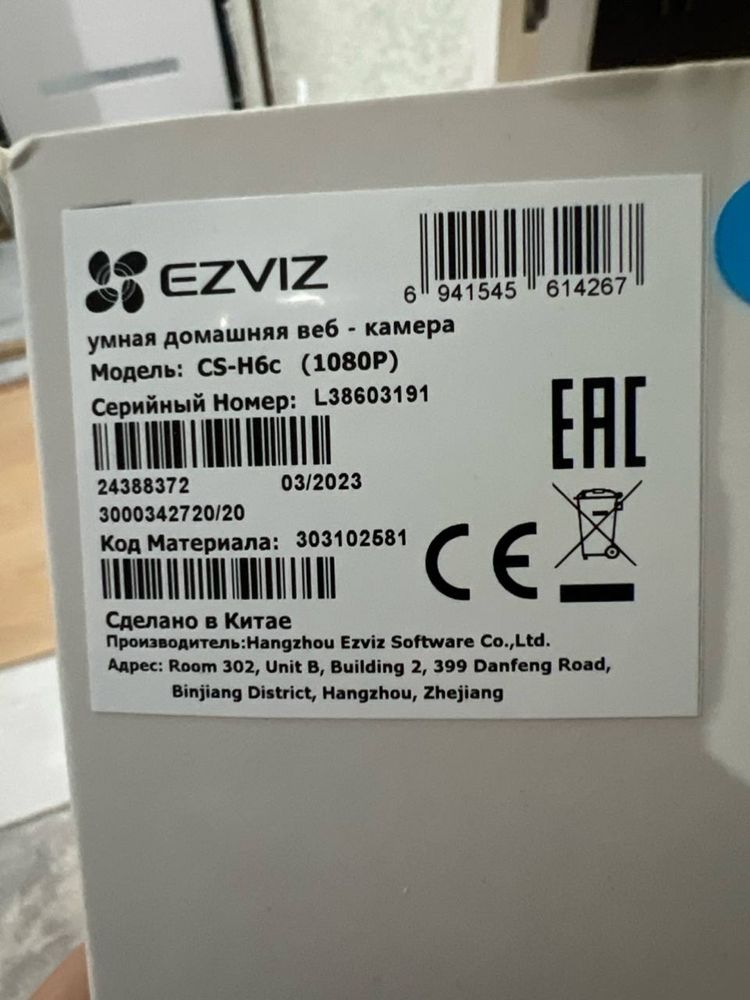 EZVIZ
6 941545 614267
умная домашняя веб - камера
Модель: CS-H6c (1080P)
Серийный Номер: L38603191
EAC
24388372 03/2023
3000342720/20
Код Материала: 303102581
CE
Сделано в Китае
Производитель:Hangzhou Ezviz Software Co.,Ltd.
Адрес: Room 302, Unit B, Building 2, 399 Danfeng Road,
Binjiang District, Hangzhou, Zhejiang